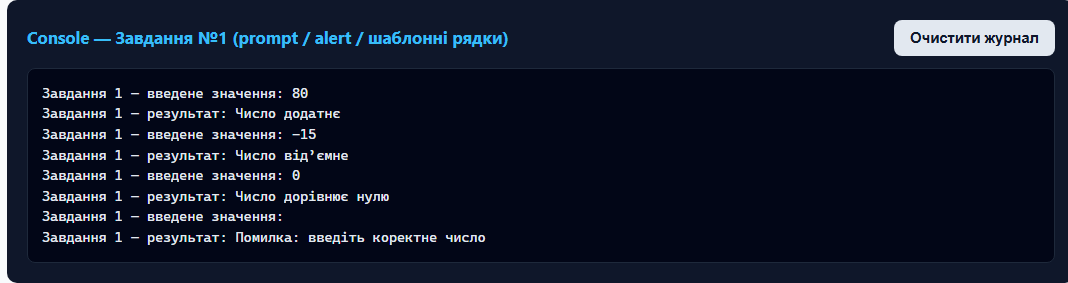 Console — Завдання №1 (prompt / alert / шаблонні рядки)
Очистити журнал
Завдання 1 — введене значення: 80
Завдання 1 — результат: Число додатнє
Завдання 1 — введене значення: -15
Завдання 1 — результат: Число від’ємне
Завдання 1 — введене значення: 0
Завдання 1 — результат: Число дорівнює нулю
Завдання 1 — введене значення:
Завдання 1 — результат: Помилка: введіть коректне число